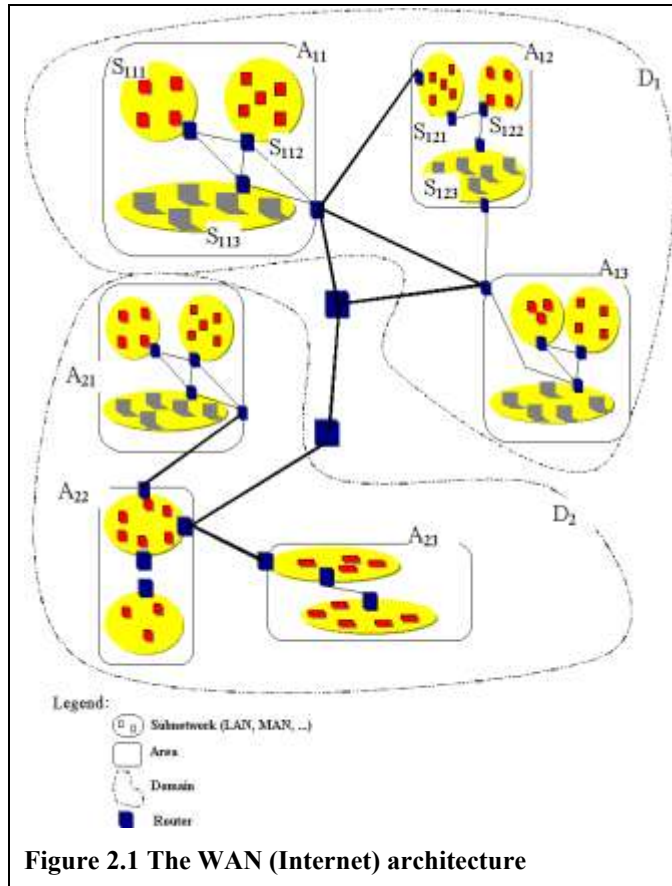 A11
A12
D1
S111
S112
S121
S122
S123
S113
A13
A21
A22
D2
A23
Legend:
Subnetwork (LAN, MAN, ...)
Area
Domain
Router
Figure 2.1 The WAN (Internet) architecture